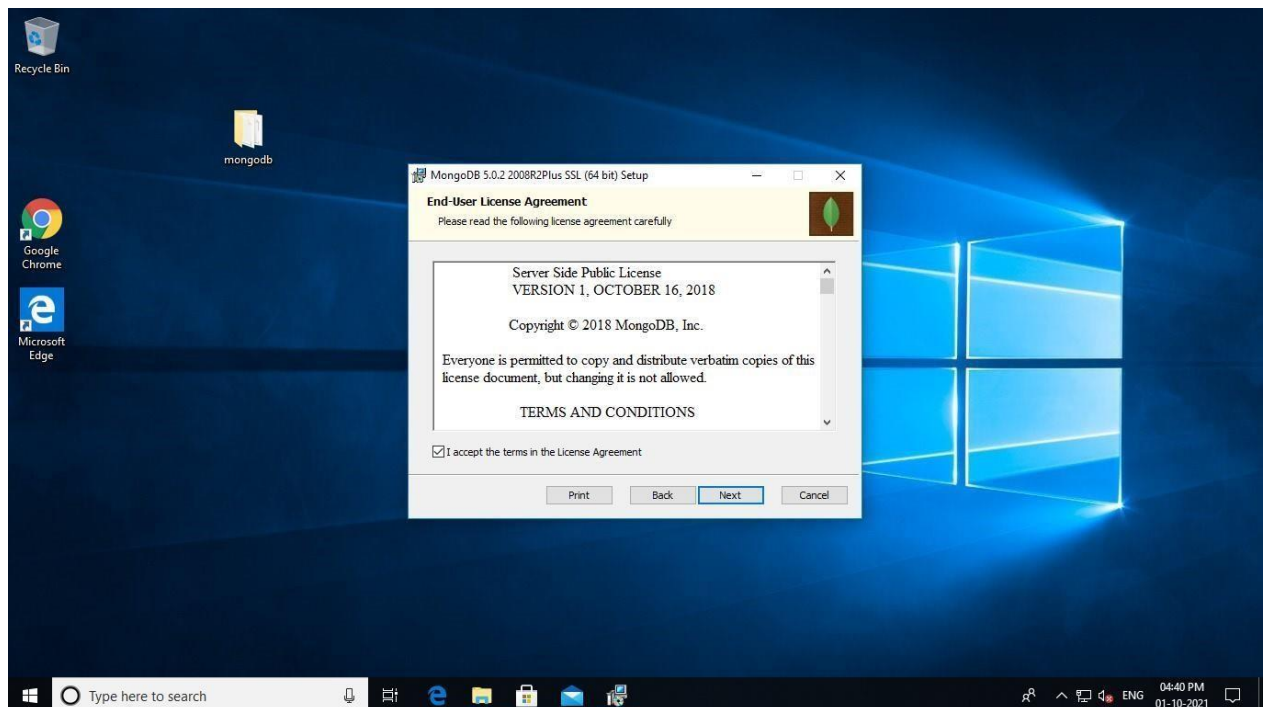 Recycle Bin
mongodb
Google
Chrome
Microsoft
Edge
MongoDB 5.0.2 2008R2Plus SSL (64 bit) Setup
End-User License Agreement
Please read the following license agreement carefully
Server Side Public License
VERSION 1, OCTOBER 16, 2018
Copyright © 2018 MongoDB, Inc.
Everyone is permitted to copy and distribute verbatim copies of this
license document, but changing it is not allowed.
TERMS AND CONDITIONS
I accept the terms in the License Agreement
Print Back Next Cancel
Type here to search
ENG
04:40 PM
01-10-2021